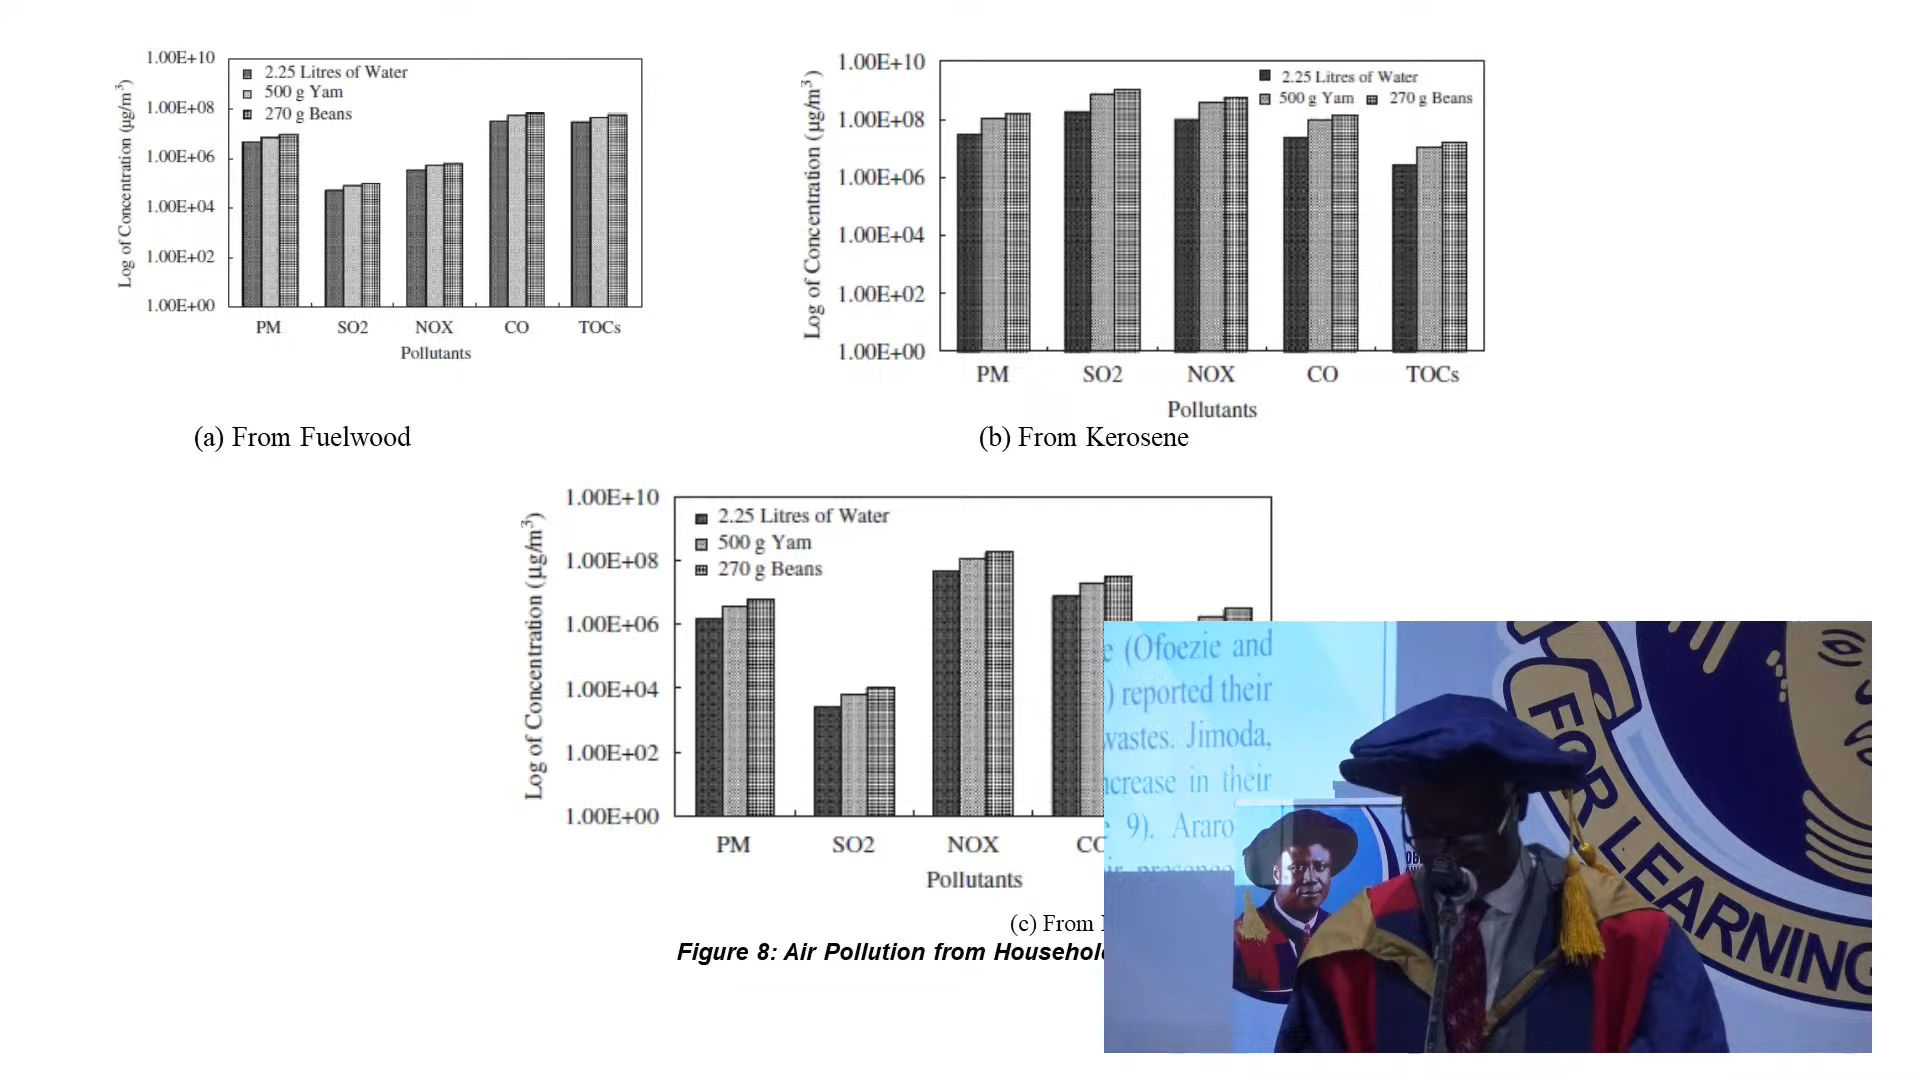 1.00E+10
1.00E+08
1.00E+06
1.00E+04
1.00E+02
1.00E+00
Log of Concentration (µg/m³)
2.25 Litres of Water
500 g Yam
270 g Beans
PM SO2 NOX CO TOCs
Pollutants
(a) From Fuelwood
1.00E+10
1.00E+08
1.00E+06
1.00E+04
1.00E+02
1.00E+00
Log of Concentration (µg/m³)
2.25 Litres of Water
500 g Yam 270 g Beans
PM SO2 NOX CO TOCs
Pollutants
(b) From Kerosene
1.00E+10
1.00E+08
1.00E+06
1.00E+04
1.00E+02
1.00E+00
Log of Concentration (µg/m³)
2.25 Litres of Water
500 g Yam
270 g Beans
PM SO2 NOX
Pollutants
(c) From
Figure 8: Air Pollution from
(Ofoezie and
) reported their
wastes. Jimoda,
increase in their
9). Araro
FOR LEARNING